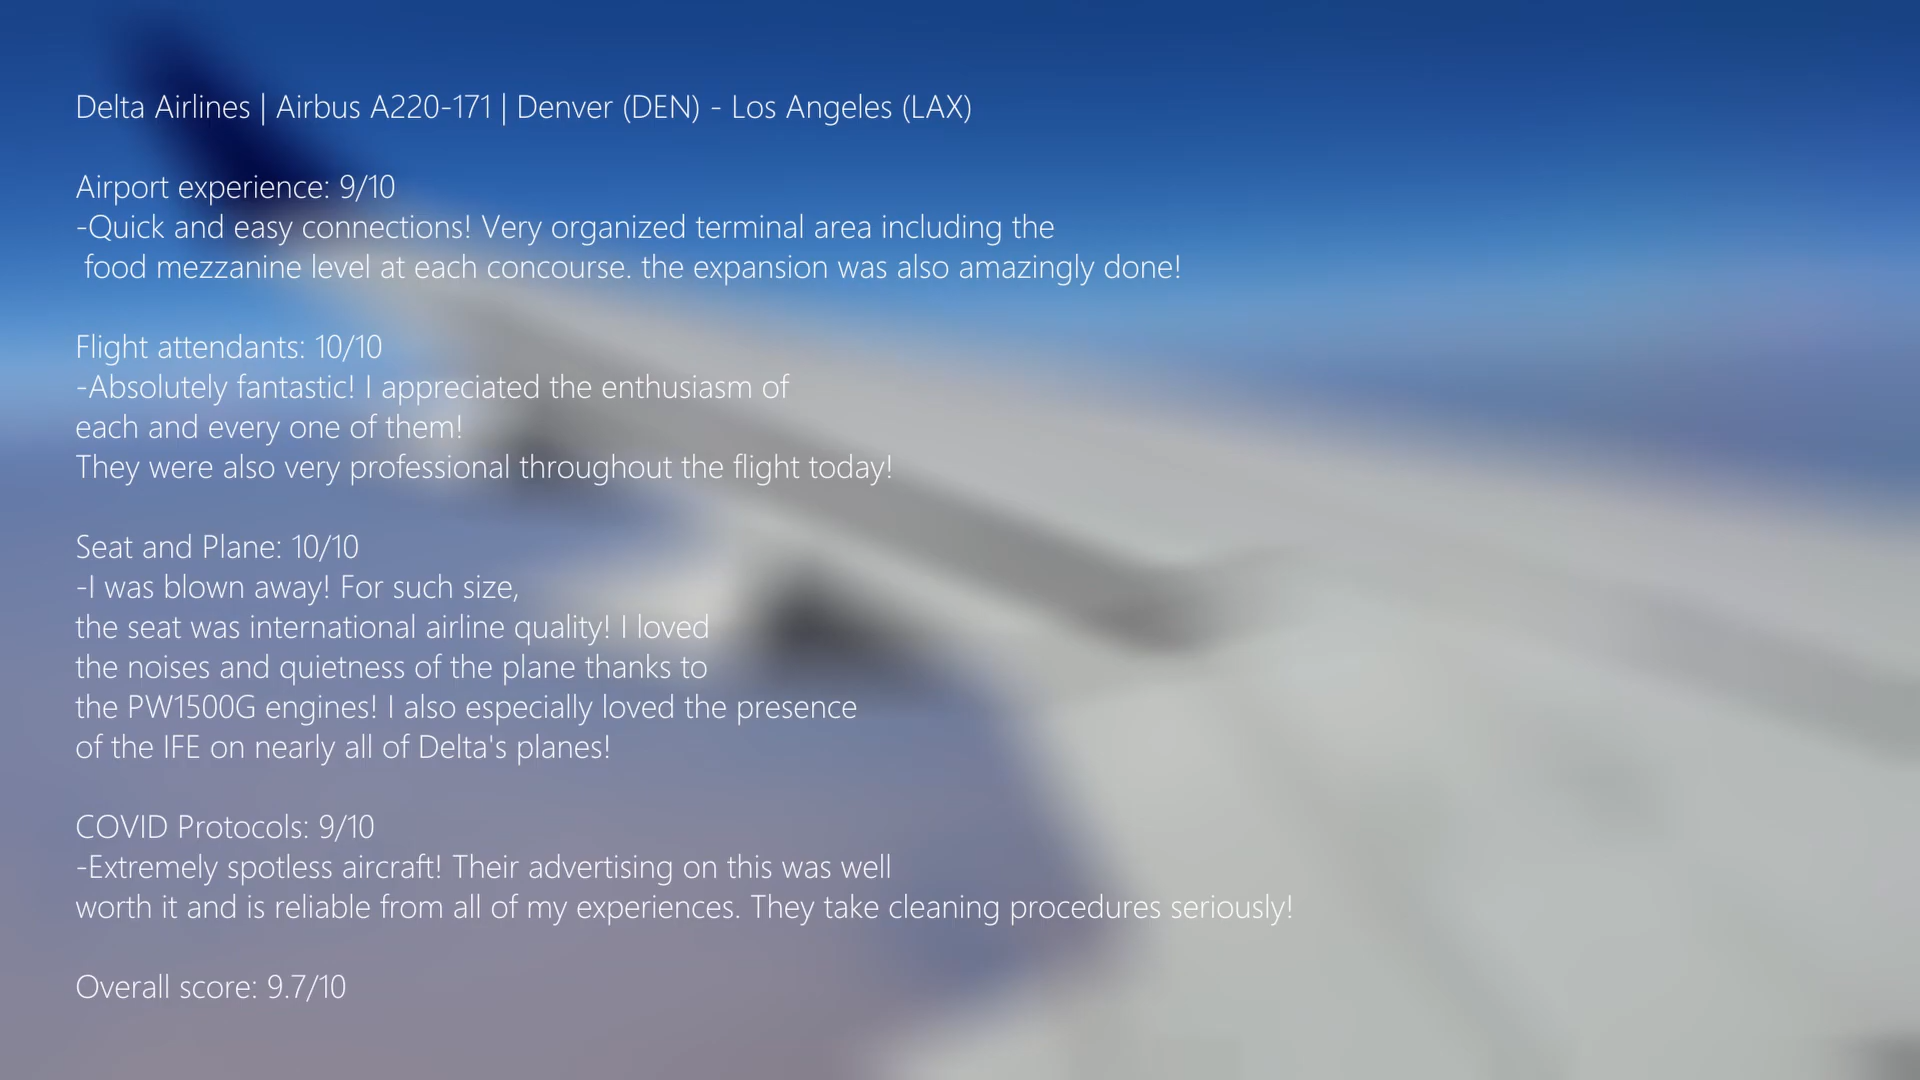 Delta Airlines | Airbus A220-171 | Denver (DEN) - Los Angeles (LAX)
Airport experience: 9/10
-Quick and easy connections! Very organized terminal area including the
food mezzanine level at each concourse. the expansion was also amazingly done!
Flight attendants: 10/10
-Absolutely fantastic! I appreciated the enthusiasm of
each and every one of them!
They were also very professional throughout the flight today!
Seat and Plane: 10/10
-I was blown away! For such size,
the seat was international airline quality! I loved
the noises and quietness of the plane thanks to
the PW1500G engines! I also especially loved the presence
of the IFE on nearly all of Delta's planes!
COVID Protocols: 9/10
-Extremely spotless aircraft! Their advertising on this was well
worth it and is reliable from all of my experiences. They take cleaning procedures seriously!
Overall score: 9.7/10